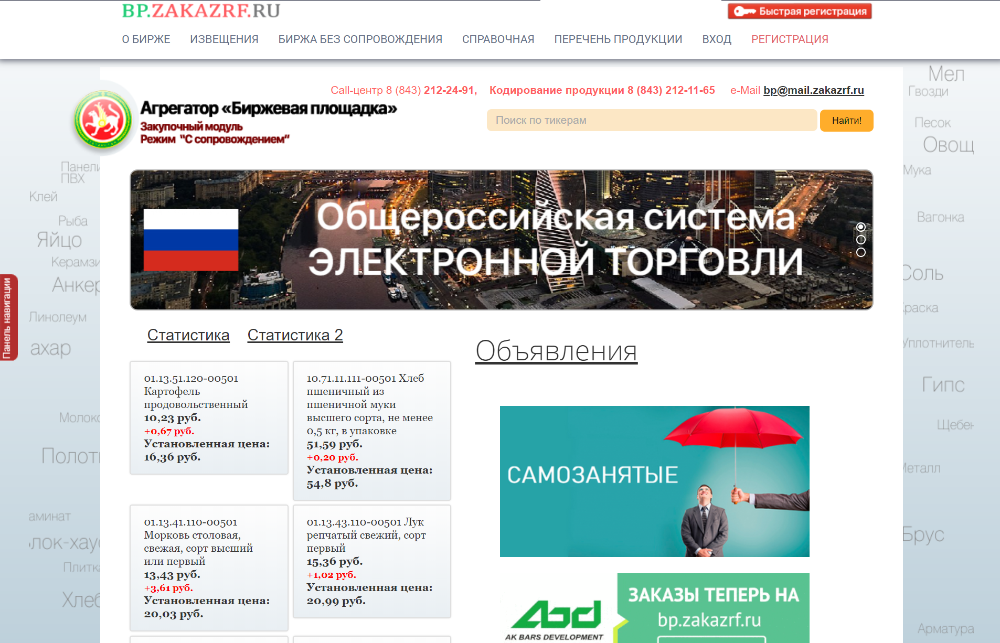 BP.ZAKAZRF.RU
Быстрая регистрация
О БИРЖЕ ИЗВЕЩЕНИЯ БИРЖА БЕЗ СОПРОВОЖДЕНИЯ СПРАВОЧНАЯ ПЕРЕЧЕНЬ ПРОДУКЦИИ ВХОД РЕГИСТРАЦИЯ
Call-центр 8 (843) 212-24-91, Кодирование продукции 8 (843) 212-11-65 e-Mail bp@mail.zakazrf.ru
Агрегатор «Биржевая площадка»
Закупочный модуль
Режим "С сопровождением"
Поиск по тикерам
Найти!
Общероссийская система
ЭЛЕКТРОННОЙ ТОРГОВЛИ
Панель навигации
Статистика Статистика 2
Объявления
01.13.51.120-00501
Картофель
продовольственный
10,23 руб.
+0,67 руб.
Установленная цена:
16,36 руб.
10.71.11.111-00501 Хлеб
пшеничный из
пшеничной муки
высшего сорта, не менее
0,5 кг, в упаковке
51,59 руб.
+0,20 руб.
Установленная цена:
54,8 руб.
01.13.41.110-00501
Морковь столовая,
свежая, сорт высший
или первый
13,43 руб.
+3,61 руб.
Установленная цена:
20,03 руб.
01.13.43.110-00501 Лук
репчатый свежий, сорт
первый
15,36 руб.
+1,02 руб.
Установленная цена:
20,99 руб.
САМОЗАНЯТЫЕ
Abd
AK BARS DEVELOPMENT
ЗАКАЗЫ ТЕПЕРЬ НА
bp.zakazrf.ru
Панели
ПВХ
Клей
Рыба
Яйцо
Керамзи
Анкер
Линолеум
ахар
Молоко
Полотн
аминат
лок-хаус
Плитка
Хлеб
Мел
Гвозди
Песок
Овощ
Мука
Вагонка
Соль
Краска
Уплотнитель
Гипс
Щебен
Металл
Брус
Арматура